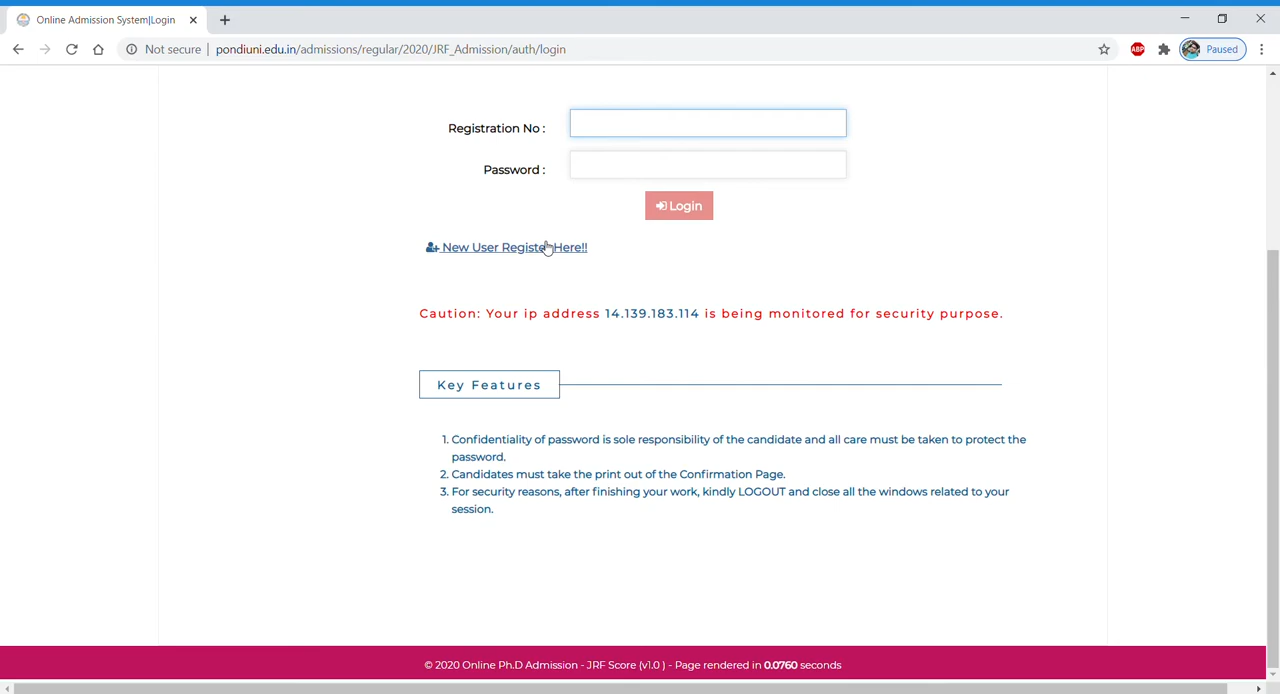 Online Admission System|Login
Paused
Not secure | pondiuni.edu.in/admissions/regular/2020/JRF_Admission/auth/login
ABP
Registration No :
Password :
Login
New User Registe Here!!
Caution: Your ip address 14.139.183.114 is being monitored for security purpose.
Key Features
1. Confidentiality of password is sole responsibility of the candidate and all care must be taken to protect the
password.
2. Candidates must take the print out of the Confirmation Page.
3. For security reasons, after finishing your work, kindly LOGOUT and close all the windows related to your
session.
© 2020 Online Ph.D Admission - JRF Score (v1.0 ) - Page rendered in 0.0760 seconds